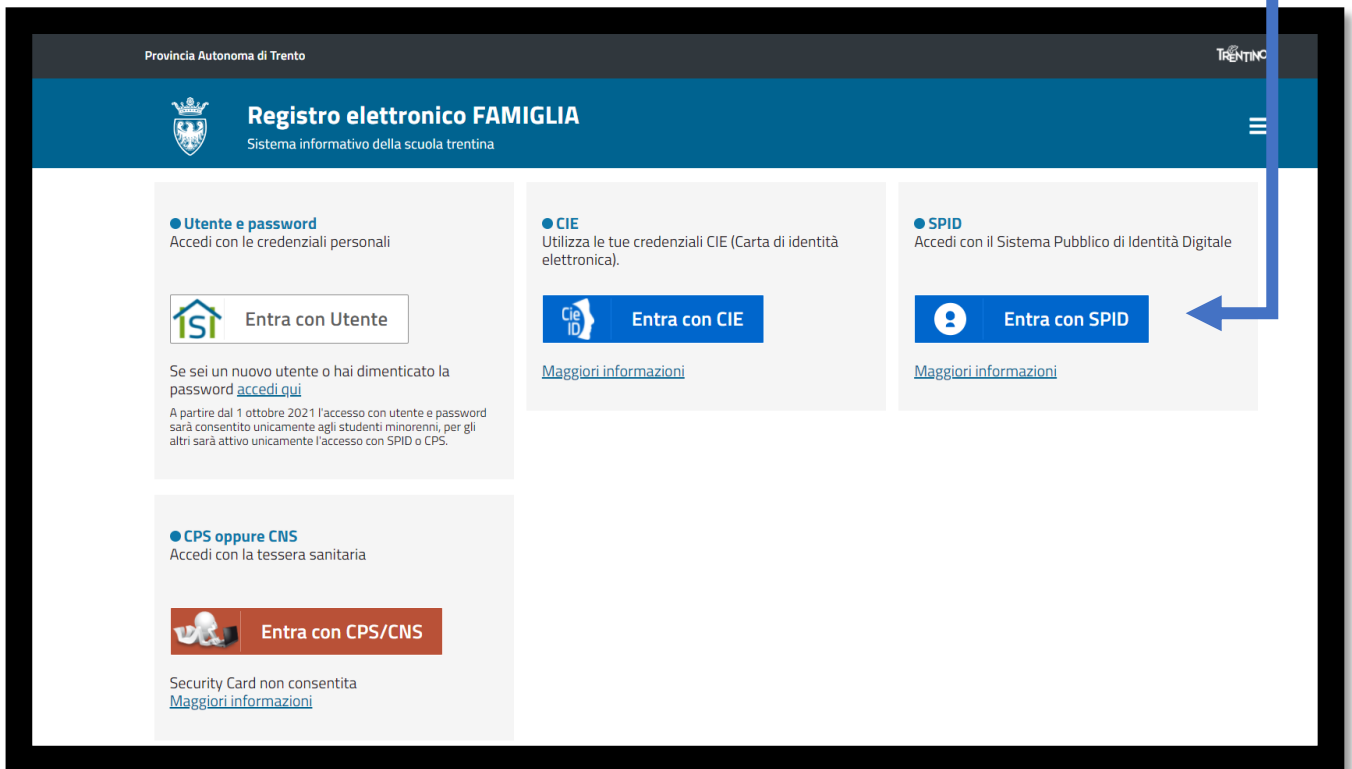 Provincia Autonoma di Trento
TRENTINO
Registro elettronico FAMIGLIA
Sistema informativo della scuola trentina
Utente e password
Accedi con le credenziali personali
iSi
Entra con Utente
Se sei un nuovo utente o hai dimenticato la
password accedi qui
A partire dal 1 ottobre 2021 l'accesso con utente e password
sarà consentito unicamente agli studenti minorenni, per gli
altri sarà attivo unicamente l'accesso con SPID o CPS.
CIE
Utilizza le tue credenziali CIE (Carta di identità
elettronica).
Cie
ID
Entra con CIE
Maggiori informazioni
SPID
Accedi con il Sistema Pubblico di Identità Digitale
Entra con SPID
Maggiori informazioni
CPS oppure CNS
Accedi con la tessera sanitaria
Entra con CPS/CNS
Security Card non consentita
Maggiori informazioni